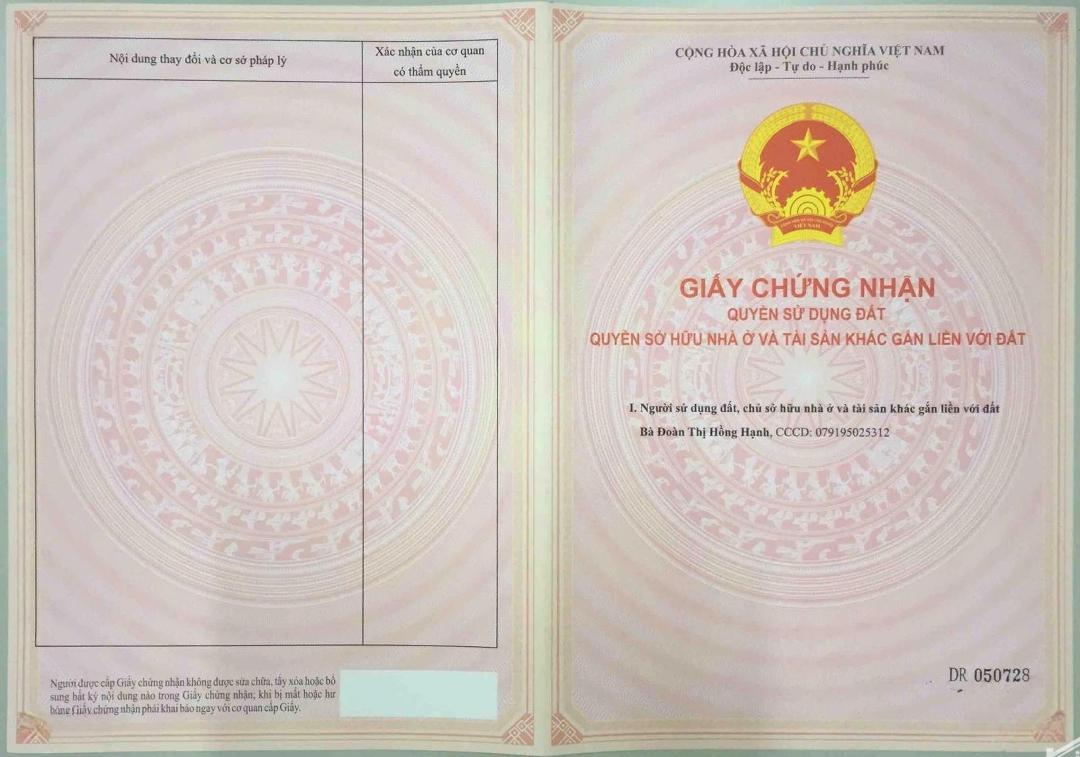 Nội dung thay đổi và cơ sở pháp lý
Xác nhận của cơ quan
có thẩm quyền
Người được cấp Giấy chứng nhận không được sửa chữa, tẩy xóa hoặc bổ
sung bất kỳ nội dung nào trong Giấy chứng nhận; khi bị mất hoặc hư
hỏng Giấy chứng nhận phải khai báo ngay với cơ quan cấp Giấy.
CỘNG HÒA XÃ HỘI CHỦ NGHĨA VIỆT NAM
Độc lập - Tự do - Hạnh phúc
VIỆT NAM
GIẤY CHỨNG NHẬN
QUYỀN SỬ DỤNG ĐẤT
QUYỀN SỞ HỮU NHÀ Ở VÀ TÀI SẢN KHÁC GẮN LIỀN VỚI ĐẤT
I. Người sử dụng đất, chủ sở hữu nhà ở và tài sản khác gắn liền với đất
Bà Đoàn Thị Hồng Hạnh, CCCD: 079195025312
DR 050728